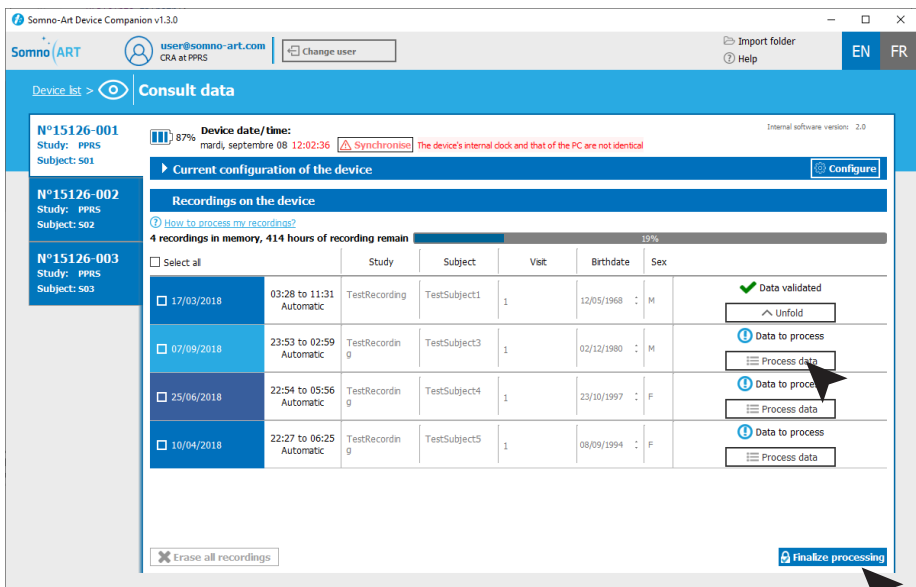 Somno-Art Device Companion v1.3.0
Somno ART
user@somno-art.com
CRA at PPRS
Change user
Import folder
Help
EN
FR
Device list >
Consult data
N°15126-001
Study: PPRS
Subject: S01
N°15126-002
Study: PPRS
Subject: S02
N°15126-003
Study: PPRS
Subject: S03
87%
Device date/time:
mardi, septembre 08 12:02:36
Synchronise
The device's internal clock and that of the PC are not identical
Internal software version: 2.0
Current configuration of the device
Configure
Recordings on the device
How to process my recordings?
4 recordings in memory, 414 hours of recording remain
19%
Select all
Study
Subject
Visit
Birthdate
Sex
17/03/2018
03:28 to 11:31
Automatic
TestRecording
TestSubject1
1
12/05/1968
M
Data validated
Unfold
07/09/2018
23:53 to 02:59
Automatic
TestRecordin
g
TestSubject3
1
02/12/1980
M
Data to process
Process data
25/06/2018
22:54 to 05:56
Automatic
TestRecordin
g
TestSubject4
1
23/10/1997
F
Data to process
Process data
10/04/2018
22:27 to 06:25
Automatic
TestRecordin
g
TestSubject5
1
08/09/1994
F
Data to process
Process data
Erase all recordings
Finalize processing